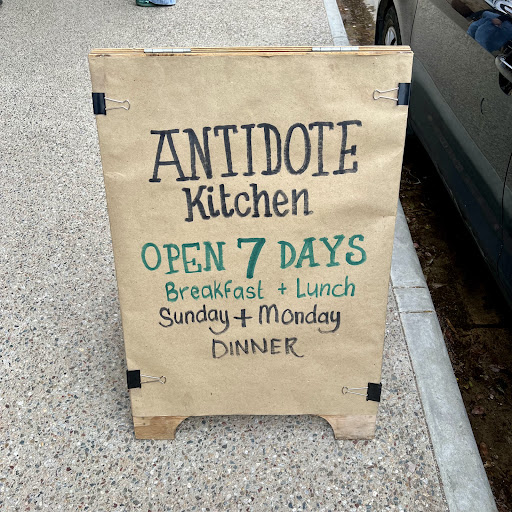 ANTIDOTE
Kitchen
OPEN 7 DAYS
Breakfast + Lunch
Sunday + Monday
DINNER